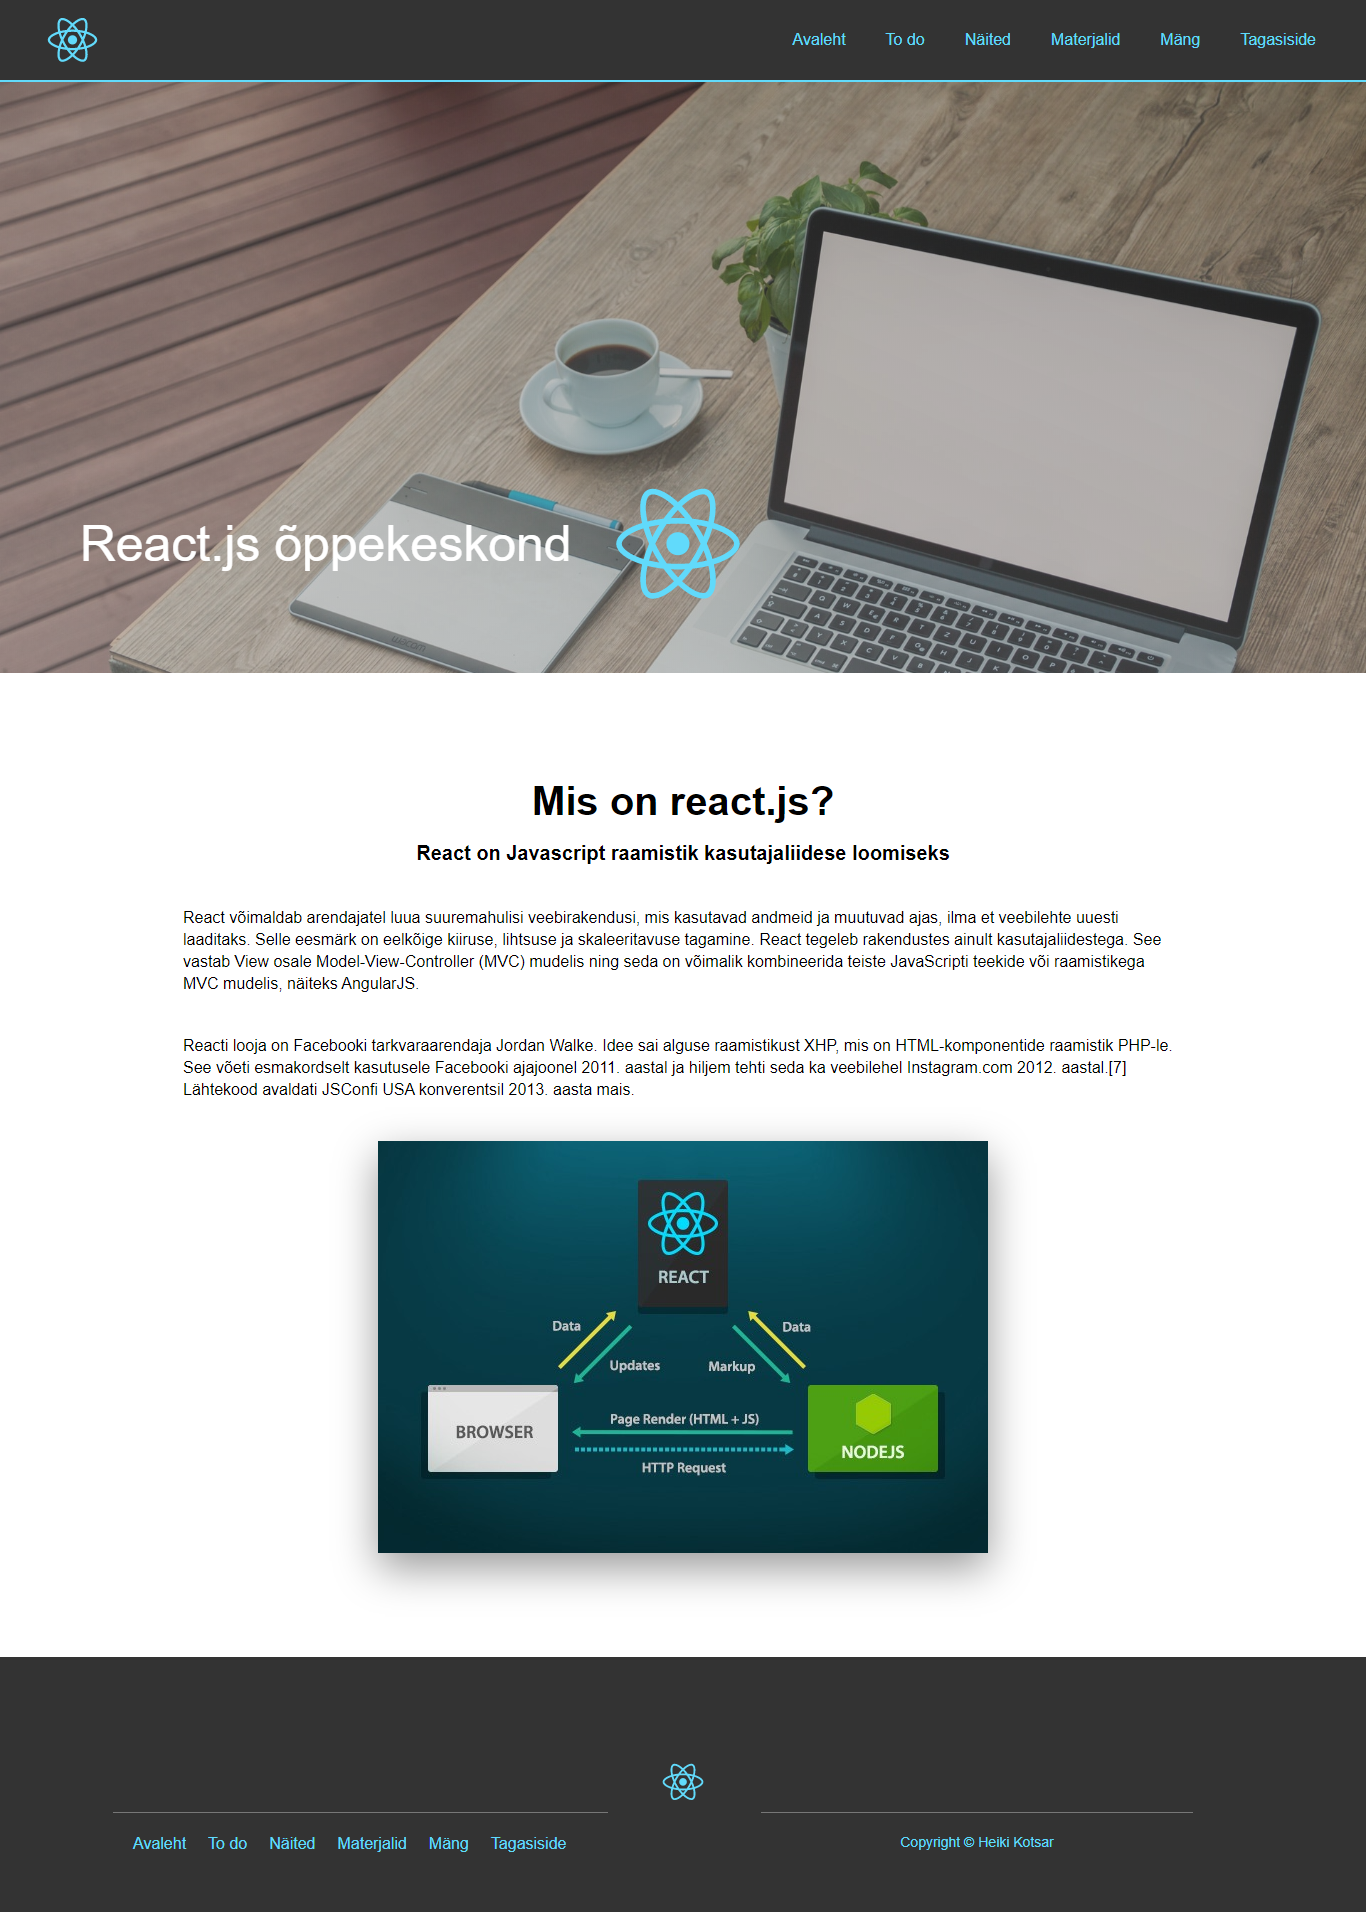 Avaleht To do Näited Materjalid Mäng Tagasiside
React.js õppekeskond
wacom
Mis on react.js?
React on Javascript raamistik kasutajaliidese loomiseks
React võimaldab arendajatel luua suuremahulisi veebirakendusi, mis kasutavad andmeid ja muutuvad ajas, ilma et veebilehte uuesti
laaditaks. Selle eesmärk on eelkõige kiiruse, lihtsuse ja skaleeritavuse tagamine. React tegeleb rakendustes ainult kasutajaliidestega. See
vastab View osale Model-View-Controller (MVC) mudelis ning seda on võimalik kombineerida teiste JavaScripti teekide või raamistikega
MVC mudelis, näiteks AngularJS.
Reacti looja on Facebooki tarkvaraarendaja Jordan Walke. Idee sai alguse raamistikust XHP, mis on HTML-komponentide raamistik PHP-le.
See võeti esmakordselt kasutusele Facebooki ajajoonel 2011. aastal ja hiljem tehti seda ka veebilehel Instagram.com 2012. aastal.[7]
Lähtekood avaldati JSConfi USA konverentsil 2013. aasta mais.
REACT
Data
Data
Updates
Markup
BROWSER
Page Render (HTML + JS)
HTTP Request
NODEJS
Avaleht To do Näited Materjalid Mäng Tagasiside
Copyright © Heiki Kotsar